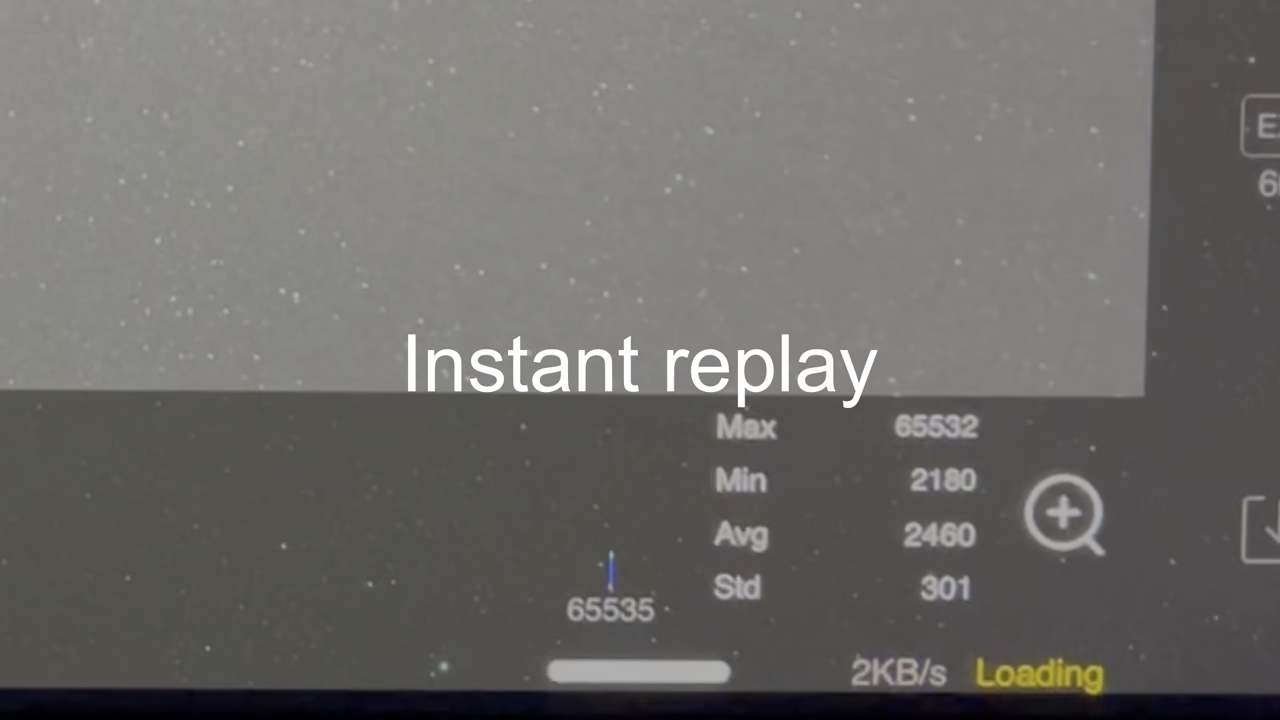 Instant replay
Max 65532
Min 2180
Avg 2460
Std 301
65535
2KB/s Loading